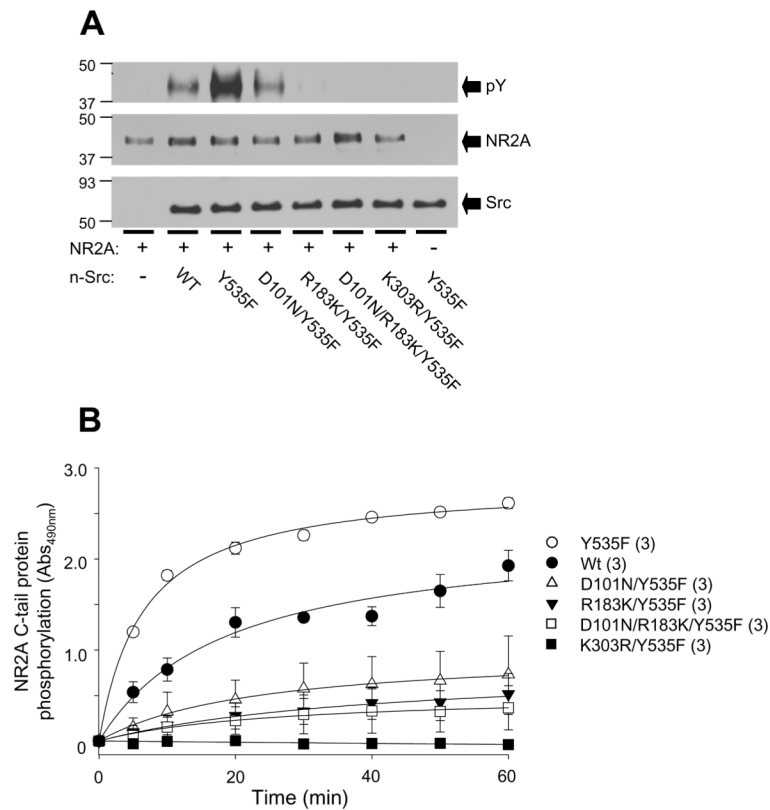 A
50
pY
37
50
NR2A
37
93
Src
50
NR2A: + + + + + + + -
n-Src: - WT Y535F D101N/Y535F R183K/Y535F D101N/R183K/Y535F K303R/Y535F Y535F
B
NR2A C-tail protein
phosphorylation (Abs490nm)
3.0
2.0
1.0
0
0 20 40 60
Time (min)
Y535F (3)
Wt (3)
D101N/Y535F (3)
R183K/Y535F (3)
D101N/R183K/Y535F (3)
K303R/Y535F (3)